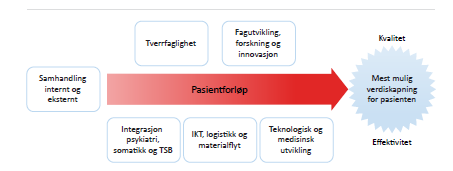 Tverrfaglighet
Fagutvikling,
forskning og
innovasjon
Kvalitet
Samhandling
internt og
eksternt
Pasientforløp
Mest mulig
verdiskapning
for pasienten
Integrasjon
psykiatri,
somatikk og TSB
IKT, logistikk og
materialflyt
Teknologisk og
medisinsk
utvikling
Effektivitet